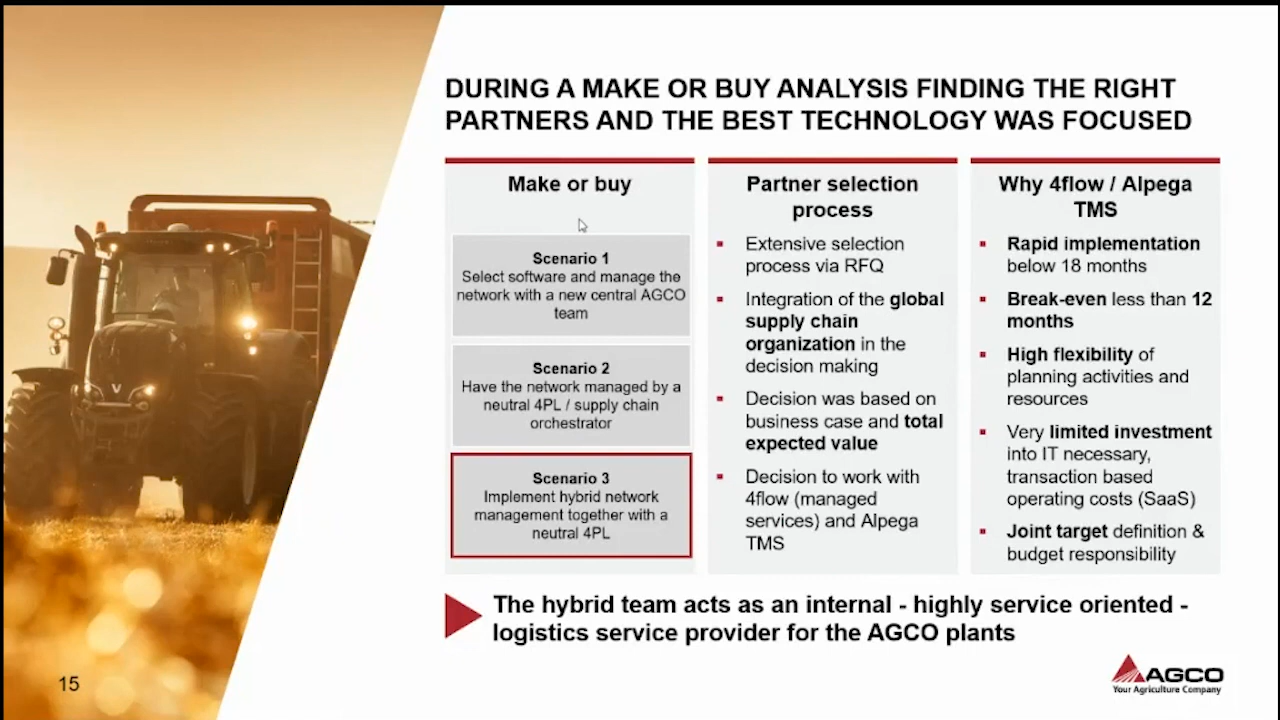 DURING A MAKE OR BUY ANALYSIS FINDING THE RIGHT
PARTNERS AND THE BEST TECHNOLOGY WAS FOCUSED
Make or buy
Scenario 1
Select software and manage the
network with a new central AGCO
team
Scenario 2
Have the network managed by a
neutral 4PL / supply chain
orchestrator
Scenario 3
Implement hybrid network
management together with a
neutral 4PL
Partner selection
process
Extensive selection
process via RFQ
Integration of the global
supply chain
organization in the
decision making
Decision was based on
business case and total
expected value
Decision to work with
4flow (managed
services) and Alpega
TMS
Why 4flow / Alpega
TMS
Rapid implementation
below 18 months
Break-even less than 12
months
High flexibility of
planning activities and
resources
Very limited investment
into IT necessary,
transaction based
operating costs (SaaS)
Joint target definition &
budget responsibility
The hybrid team acts as an internal - highly service oriented -
logistics service provider for the AGCO plants
15
AGCO
Your Agriculture Company